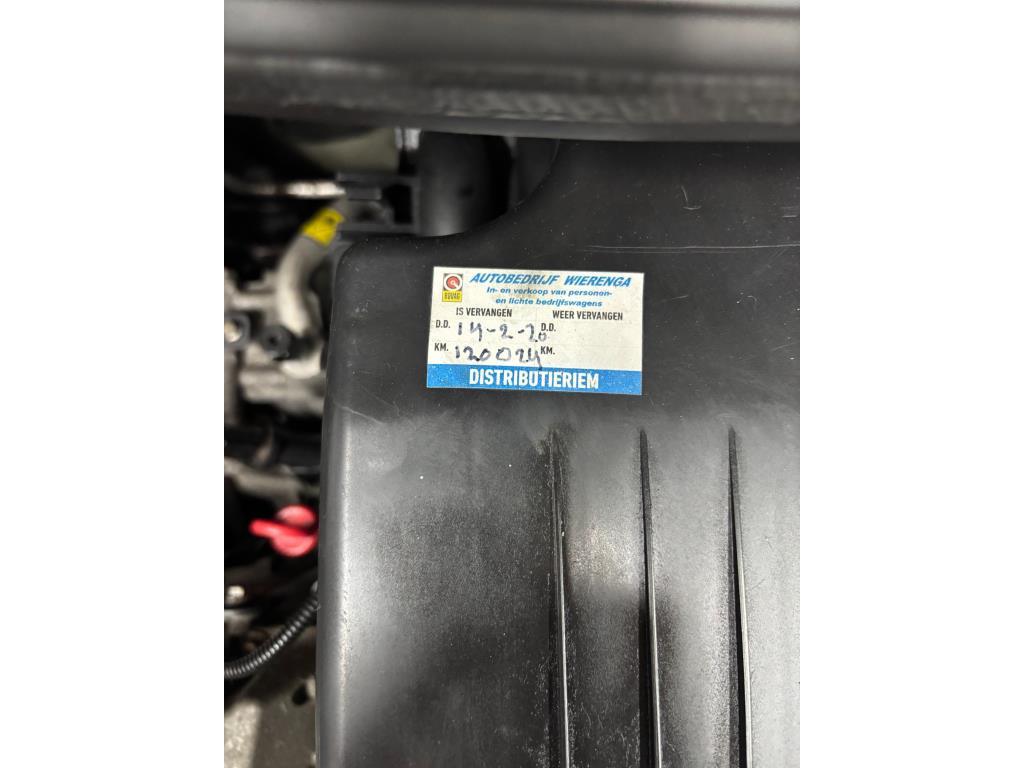 BOVAG
AUTOBEDRIJF WIERENGA
In- en verkoop van personen-
en lichte bedrijfswagens
IS VERVANGEN WEER VERVANGEN
D.D. 14-2-20 D.D.
KM. 120024 KM.
DISTRIBUTIERIEM